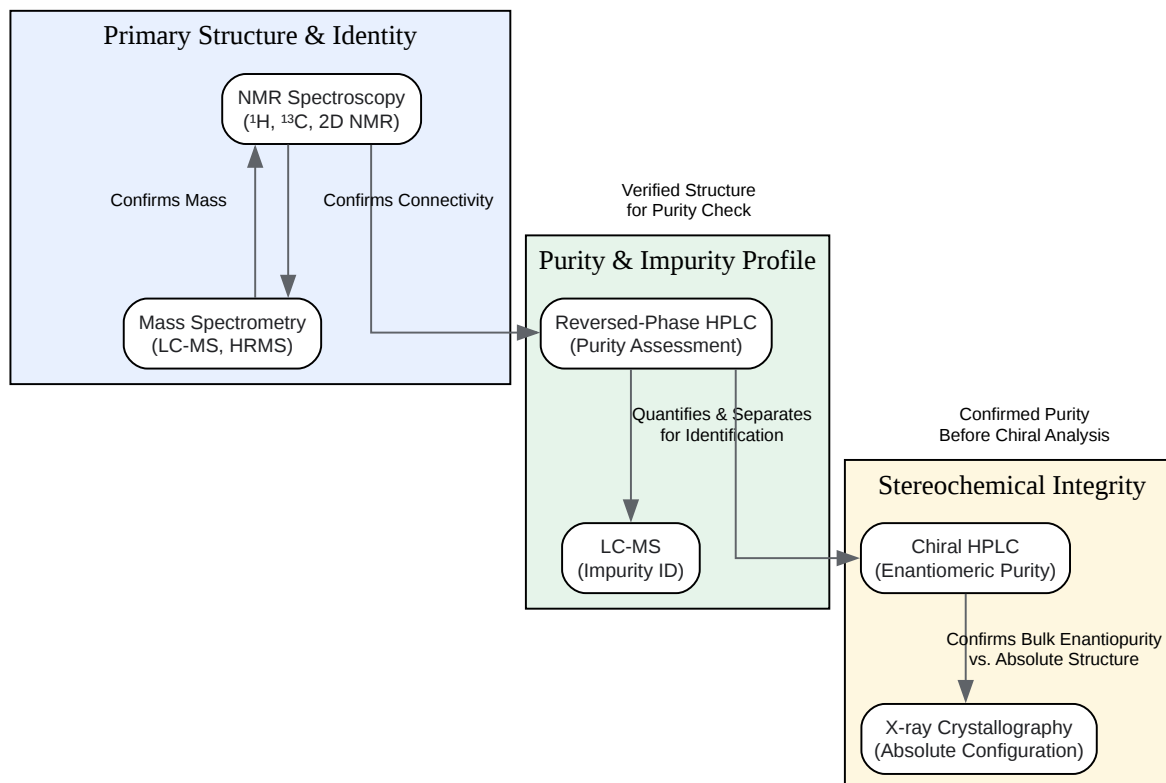 Primary Structure & Identity
NMR Spectroscopy
(¹H, ¹³C, 2D NMR)
Confirms Mass
Confirms Connectivity
Mass Spectrometry
(LC-MS, HRMS)
Verified Structure
for Purity Check
Purity & Impurity Profile
Reversed-Phase HPLC
(Purity Assessment)
Quantifies & Separates
for Identification
LC-MS
(Impurity ID)
Confirmed Purity
Before Chiral Analysis
Stereochemical Integrity
Chiral HPLC
(Enantiomeric Purity)
Confirms Bulk Enantiopurity
vs. Absolute Structure
X-ray Crystallography
(Absolute Configuration)